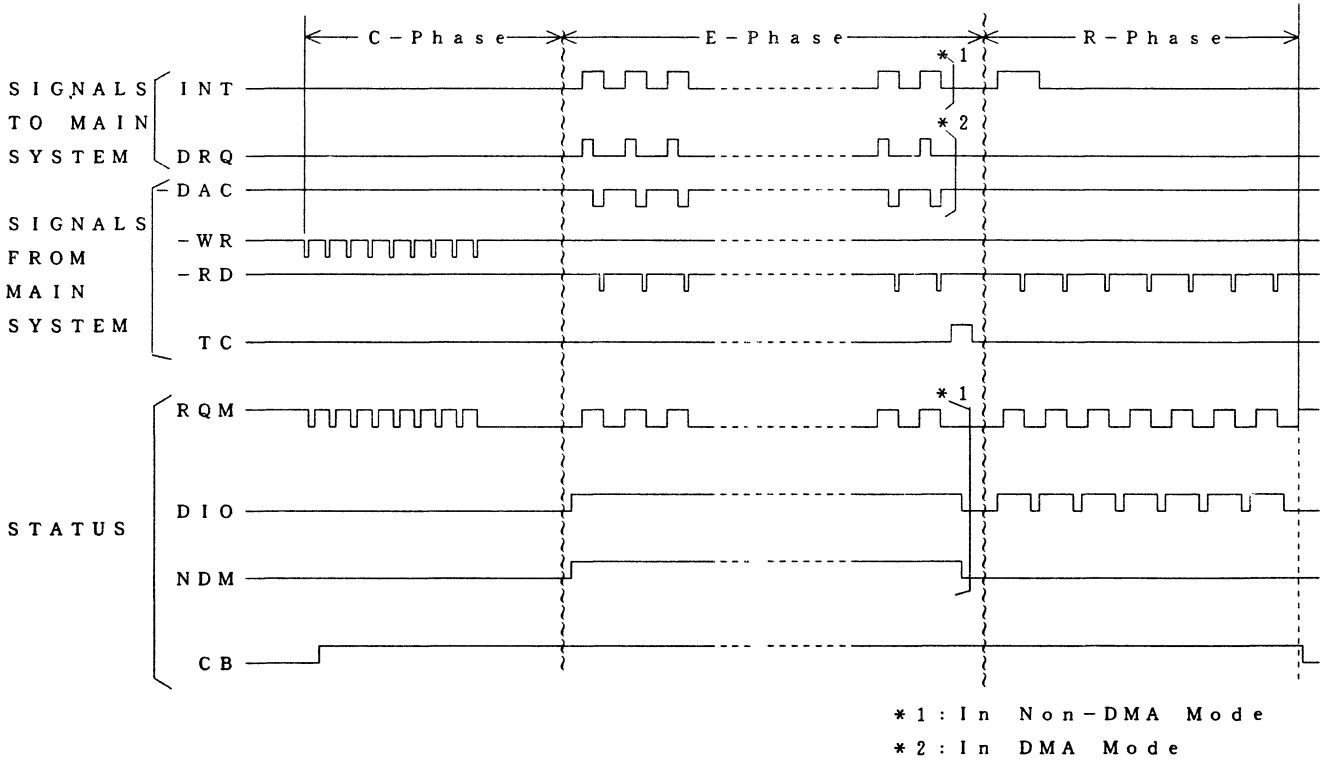 C-Phase E-Phase R-Phase
*1
SIGNALS TO MAIN SYSTEM
INT
*2
DRQ
SIGNALS FROM MAIN SYSTEM
-DAC
-WR
-RD
TC
STATUS
RQM
*1
DIO
NDM
CB
*1:In Non-DMA Mode
*2:In DMA Mode